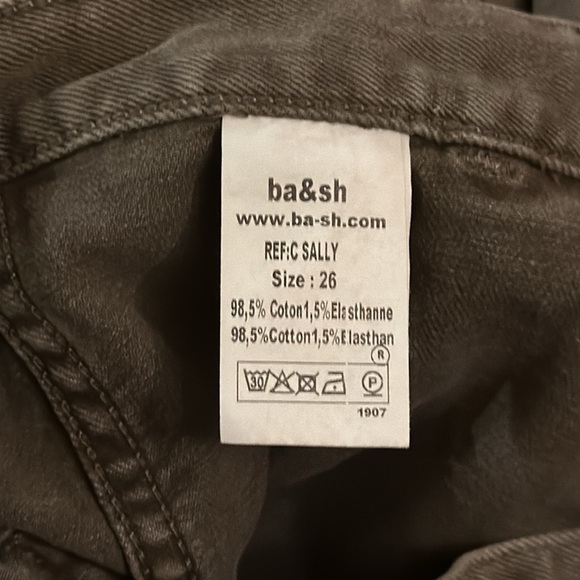 ba&sh
www.ba-sh.com
REF:C SALLY
Size : 26
98,5% Coton1,5%Elasthanne
98,5%Cotton1,5%Elasthan
®
30 P
1907